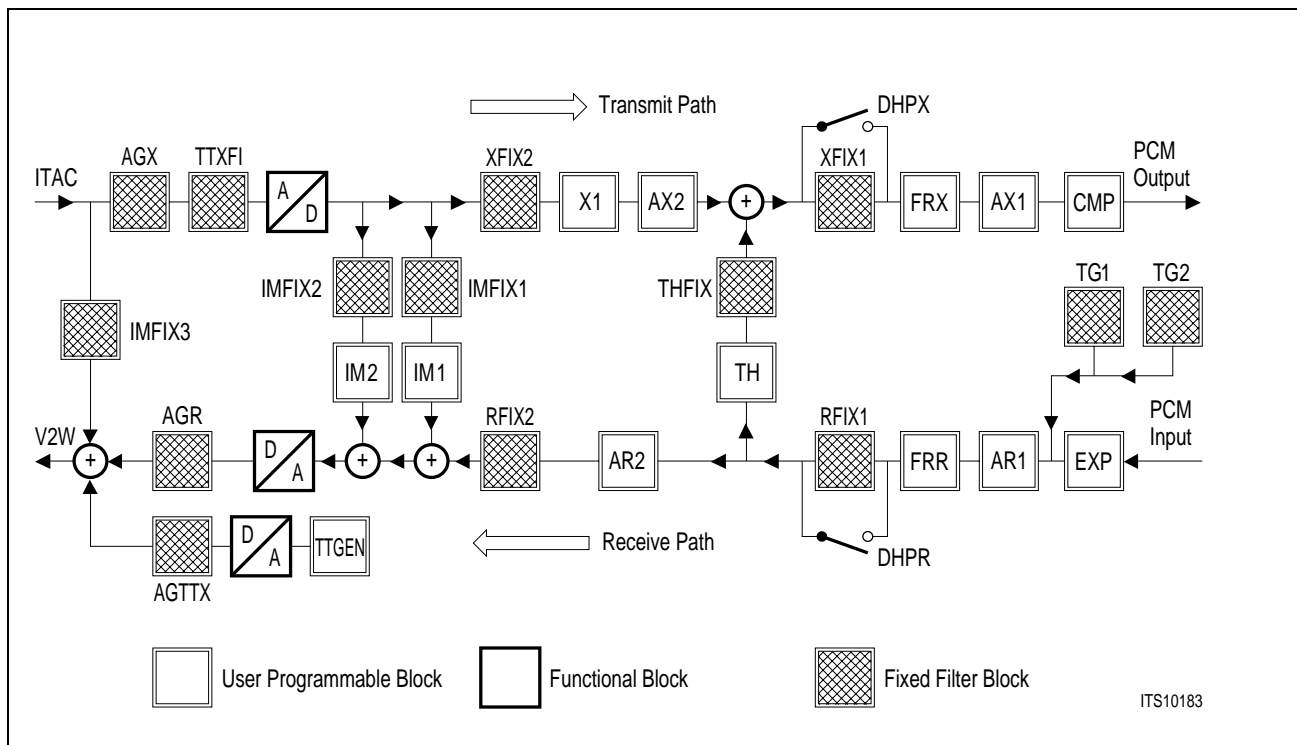 Transmit Path
DHPX
AGX
TTXFI
XFIX2
XFIX1
PCM
Output
ITAC
A
D
X1
AX2
+
FRX
AX1
CMP
IMFIX2
IMFIX1
THFIX
TG1
TG2
IMFIX3
IM2
IM1
TH
AGR
RFIX2
RFIX1
PCM
Input
V2W
+
D
A
+
+
AR2
FRR
AR1
EXP
D
A
TTGEN
Receive Path
DHPR
AGTTX
User Programmable Block
Functional Block
Fixed Filter Block
ITS10183